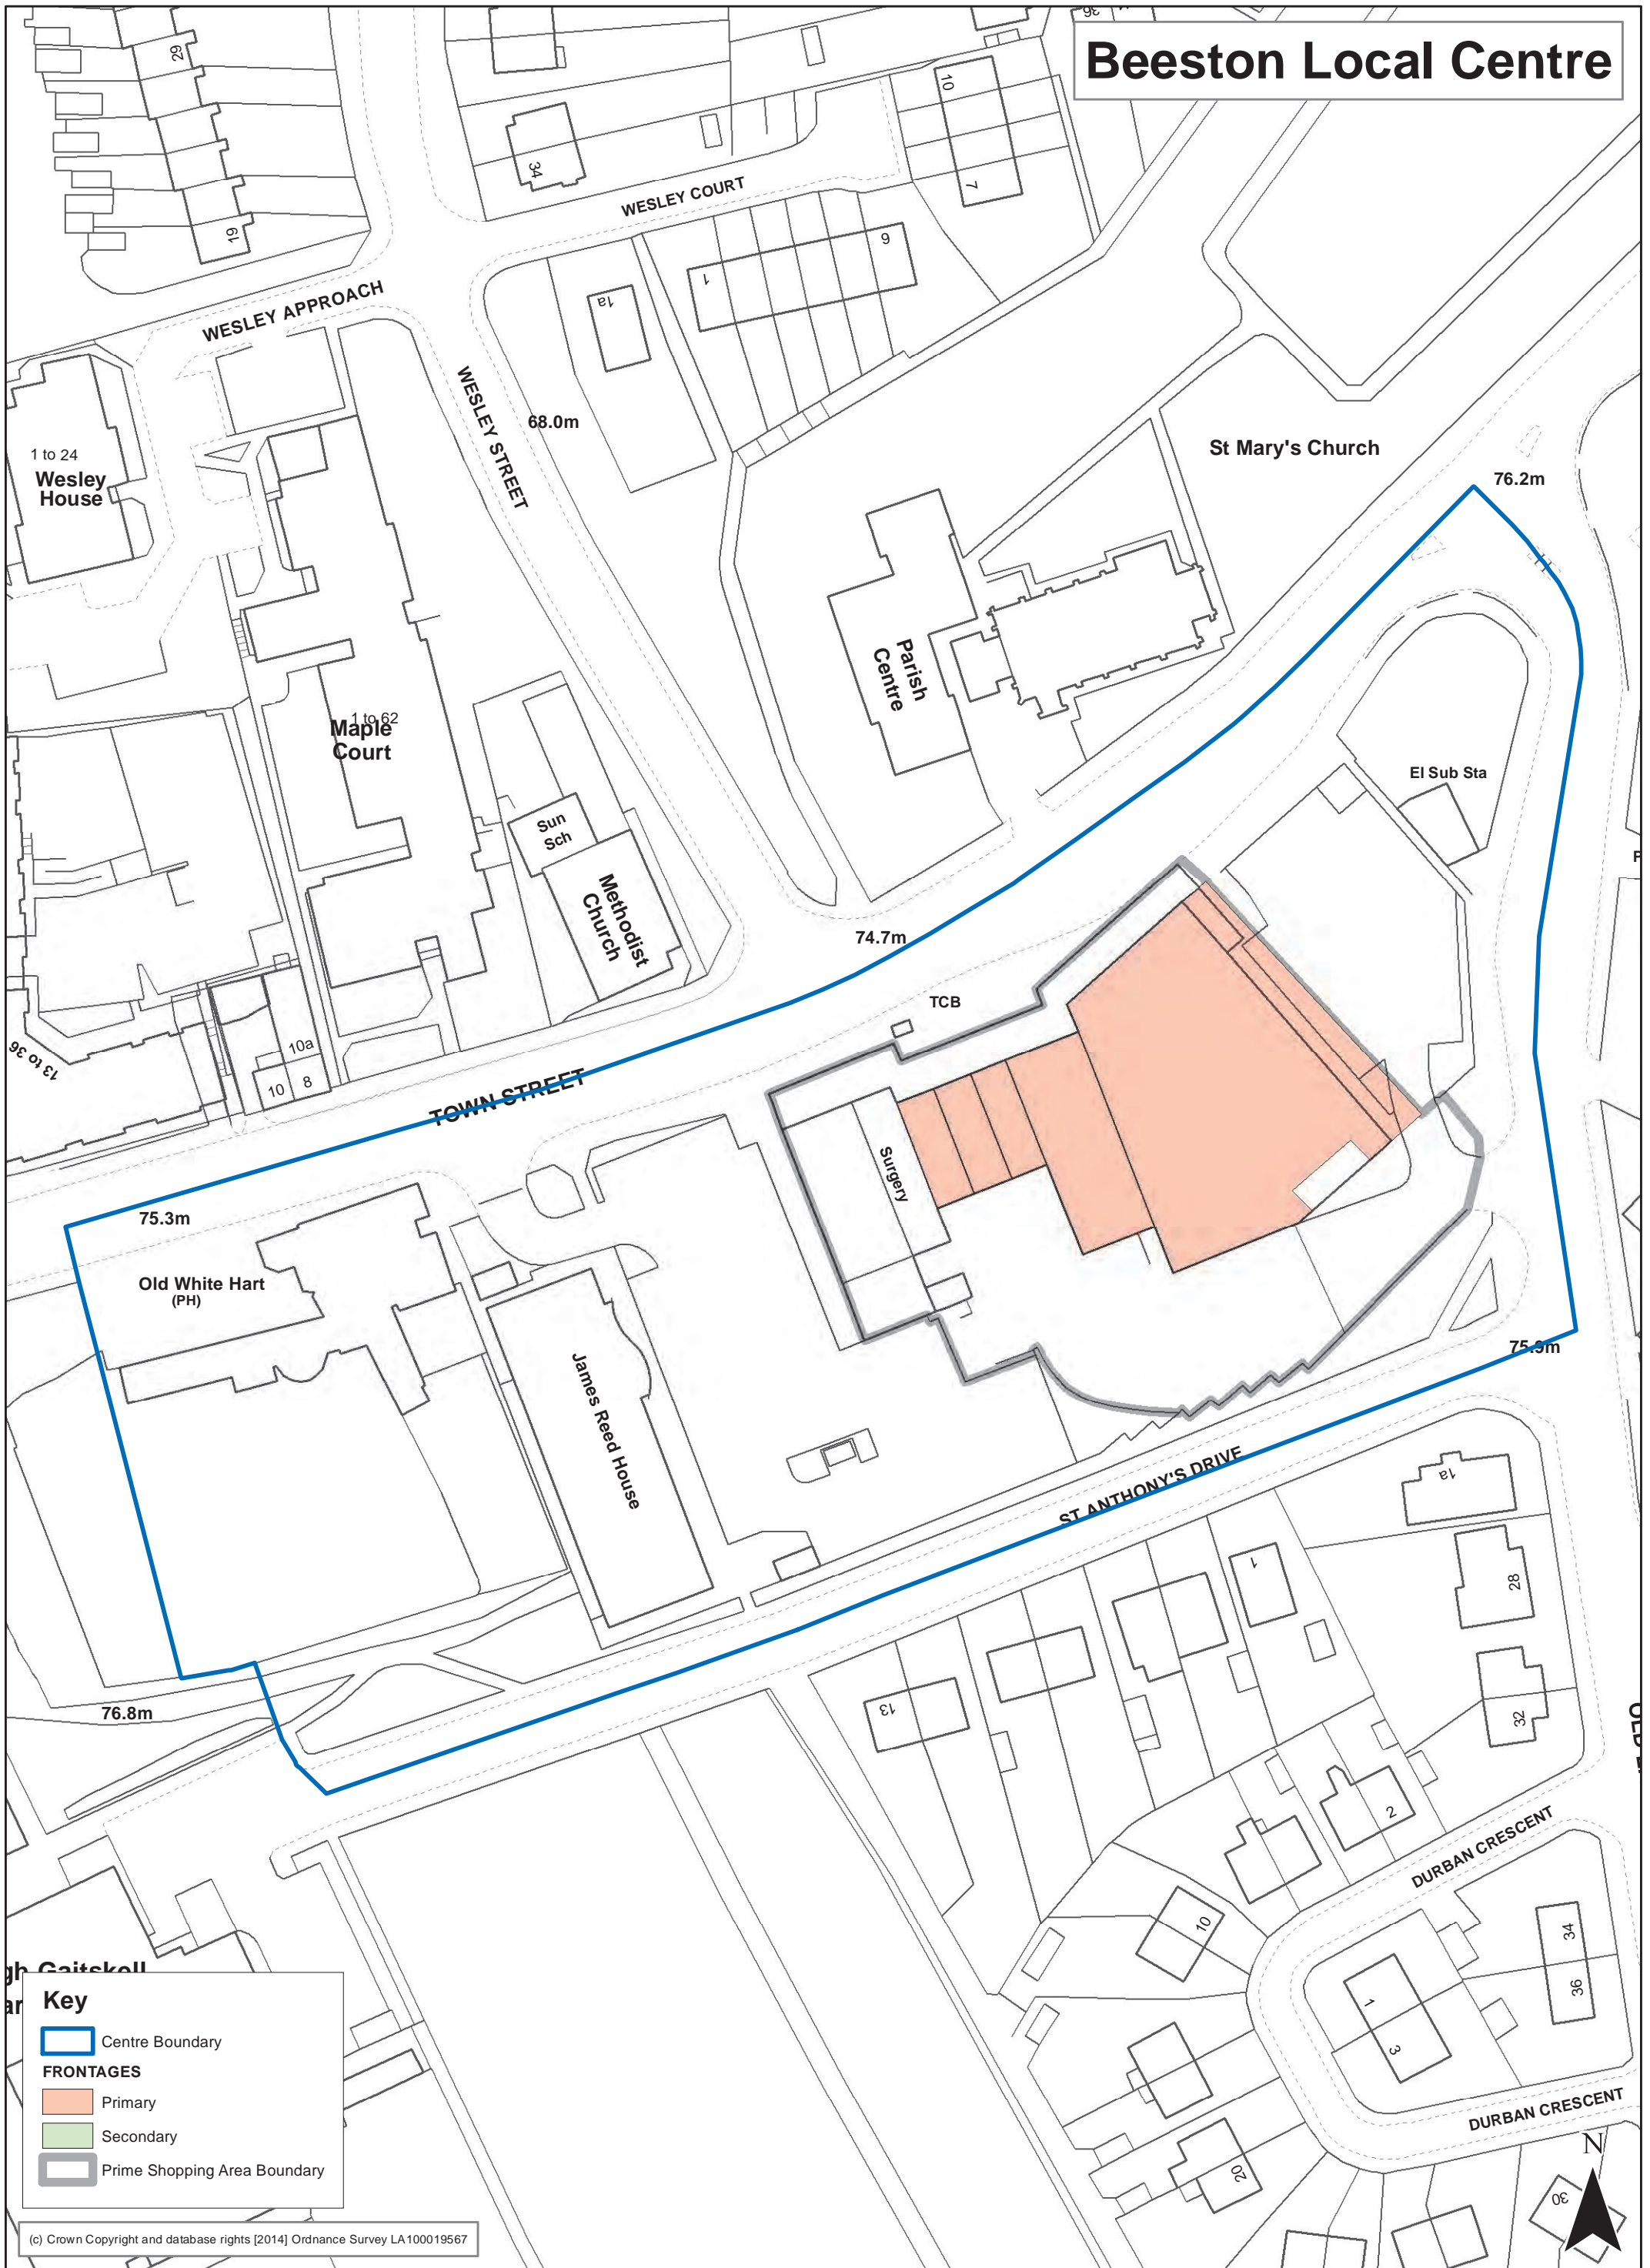 Beeston Local Centre
36
29
10
34
7
WESLEY COURT
19
6
1
1a
WESLEY APPROACH
WESLEY STREET
68.0m
1 to 24
Wesley
House
St Mary's Church
76.2m
Parish
Centre
1 to 62
Maple
Court
El Sub Sta
Sun
Sch
Methodist
Church
74.7m
TCB
13 to 36
10a
10
8
TOWN STREET
Surgery
75.3m
Old White Hart
(PH)
75.9m
James Reed House
ST ANTHONY'S DRIVE
1a
1
28
13
32
76.8m
2
DURBAN CRESCENT
10
34
36
1
3
gh Gaitskell
Key
Centre Boundary
FRONTAGES
Primary
Secondary
Prime Shopping Area Boundary
DURBAN CRESCENT
N
20
30
(c) Crown Copyright and database rights [2014] Ordnance Survey LA100019567